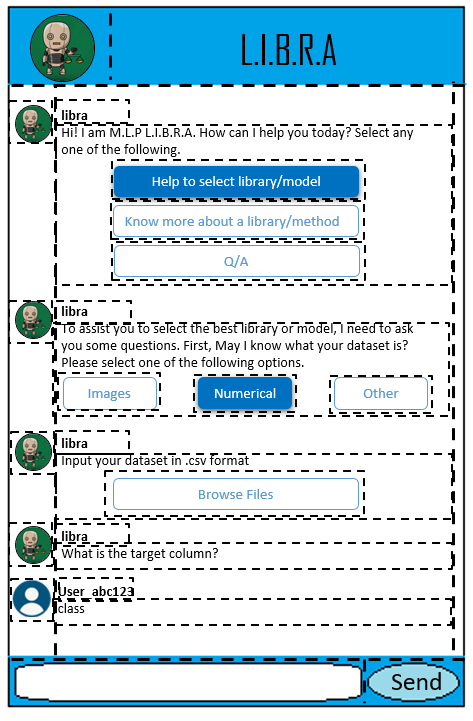 L.I.B.R.A
libra
Hi! I am M.L.P L.I.B.R.A. How can I help you today? Select any
one of the following.
Help to select library/model
Know more about a library/method
Q/A
libra
To assist you to select the best library or model, I need to ask
you some questions. First, May I know what your dataset is?
Please select one of the following options.
Images
Numerical
Other
libra
Input your dataset in .csv format
Browse Files
libra
What is the target column?
User_abc123
class
Send